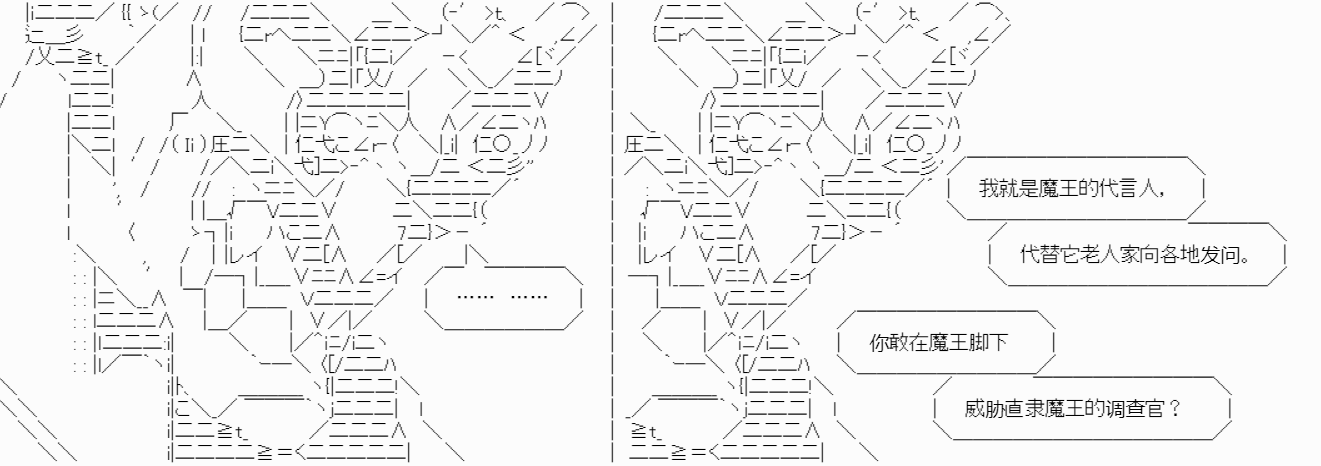 …… ……
我就是魔王的代言人,
代替它老人家向各地发问。
你敢在魔王脚下
威胁直隶魔王的调查官？